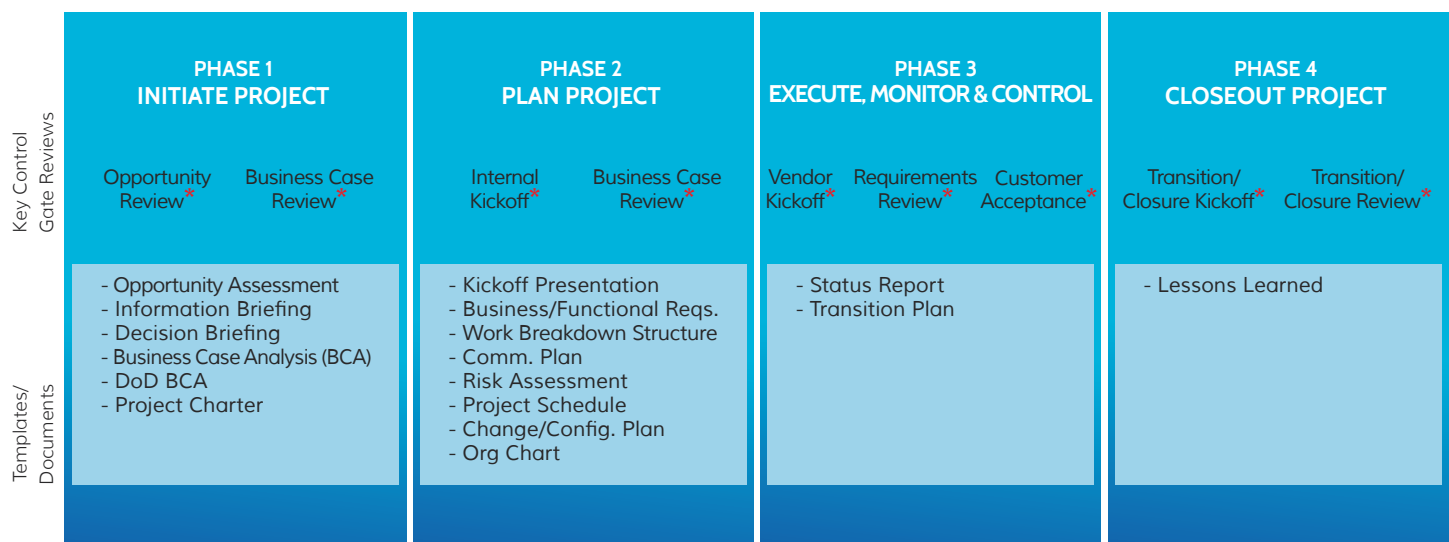 Key Control
Gate Reviews
Templates/
Documents
PHASE 1
INITIATE PROJECT
Opportunity
Review*
Business Case
Review*
- Opportunity Assessment
- Information Briefing
- Decision Briefing
- Business Case Analysis (BCA)
- DoD BCA
- Project Charter
PHASE 2
PLAN PROJECT
Internal
Kickoff*
Business Case
Review*
- Kickoff Presentation
- Business/Functional Reqs.
- Work Breakdown Structure
- Comm. Plan
- Risk Assessment
- Project Schedule
- Change/Config. Plan
- Org Chart
PHASE 3
EXECUTE, MONITOR & CONTROL
Vendor
Kickoff*
Requirements
Review*
Customer
Acceptance*
- Status Report
- Transition Plan
PHASE 4
CLOSEOUT PROJECT
Transition/
Closure Kickoff*
Transition/
Closure Review*
- Lessons Learned